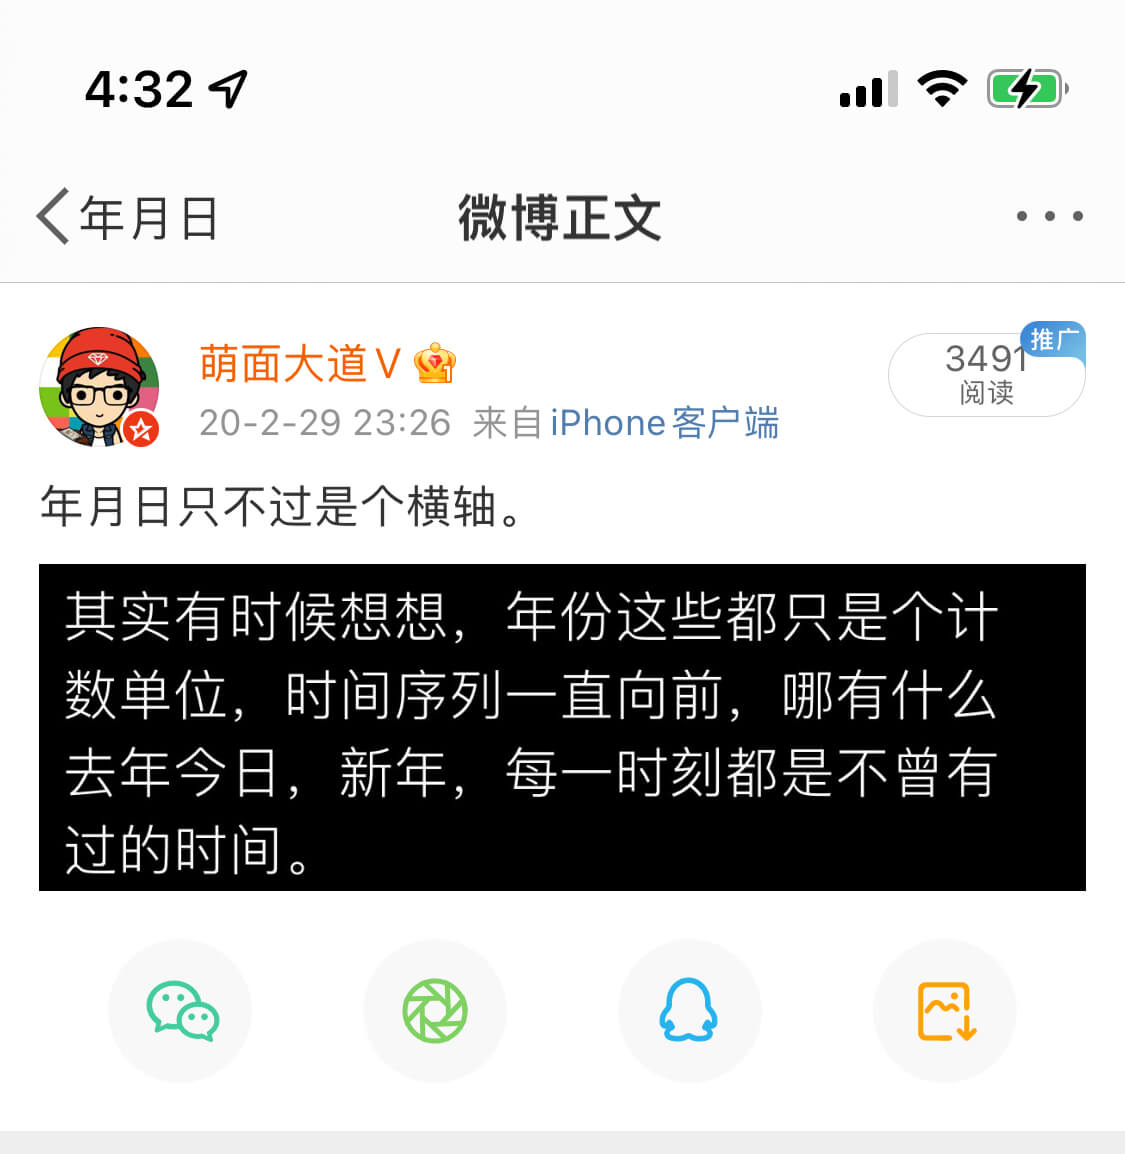 4:32
年月日
微博正文
萌面大道V
3491
推广
阅读
20-2-29 23:26 来自 iPhone客户端
年月日只不过是个横轴。
其实有时候想想，年份这些都只是个计
数单位，时间序列一直向前，哪有什么
去年今日，新年，每一时刻都是不曾有
过的时间。